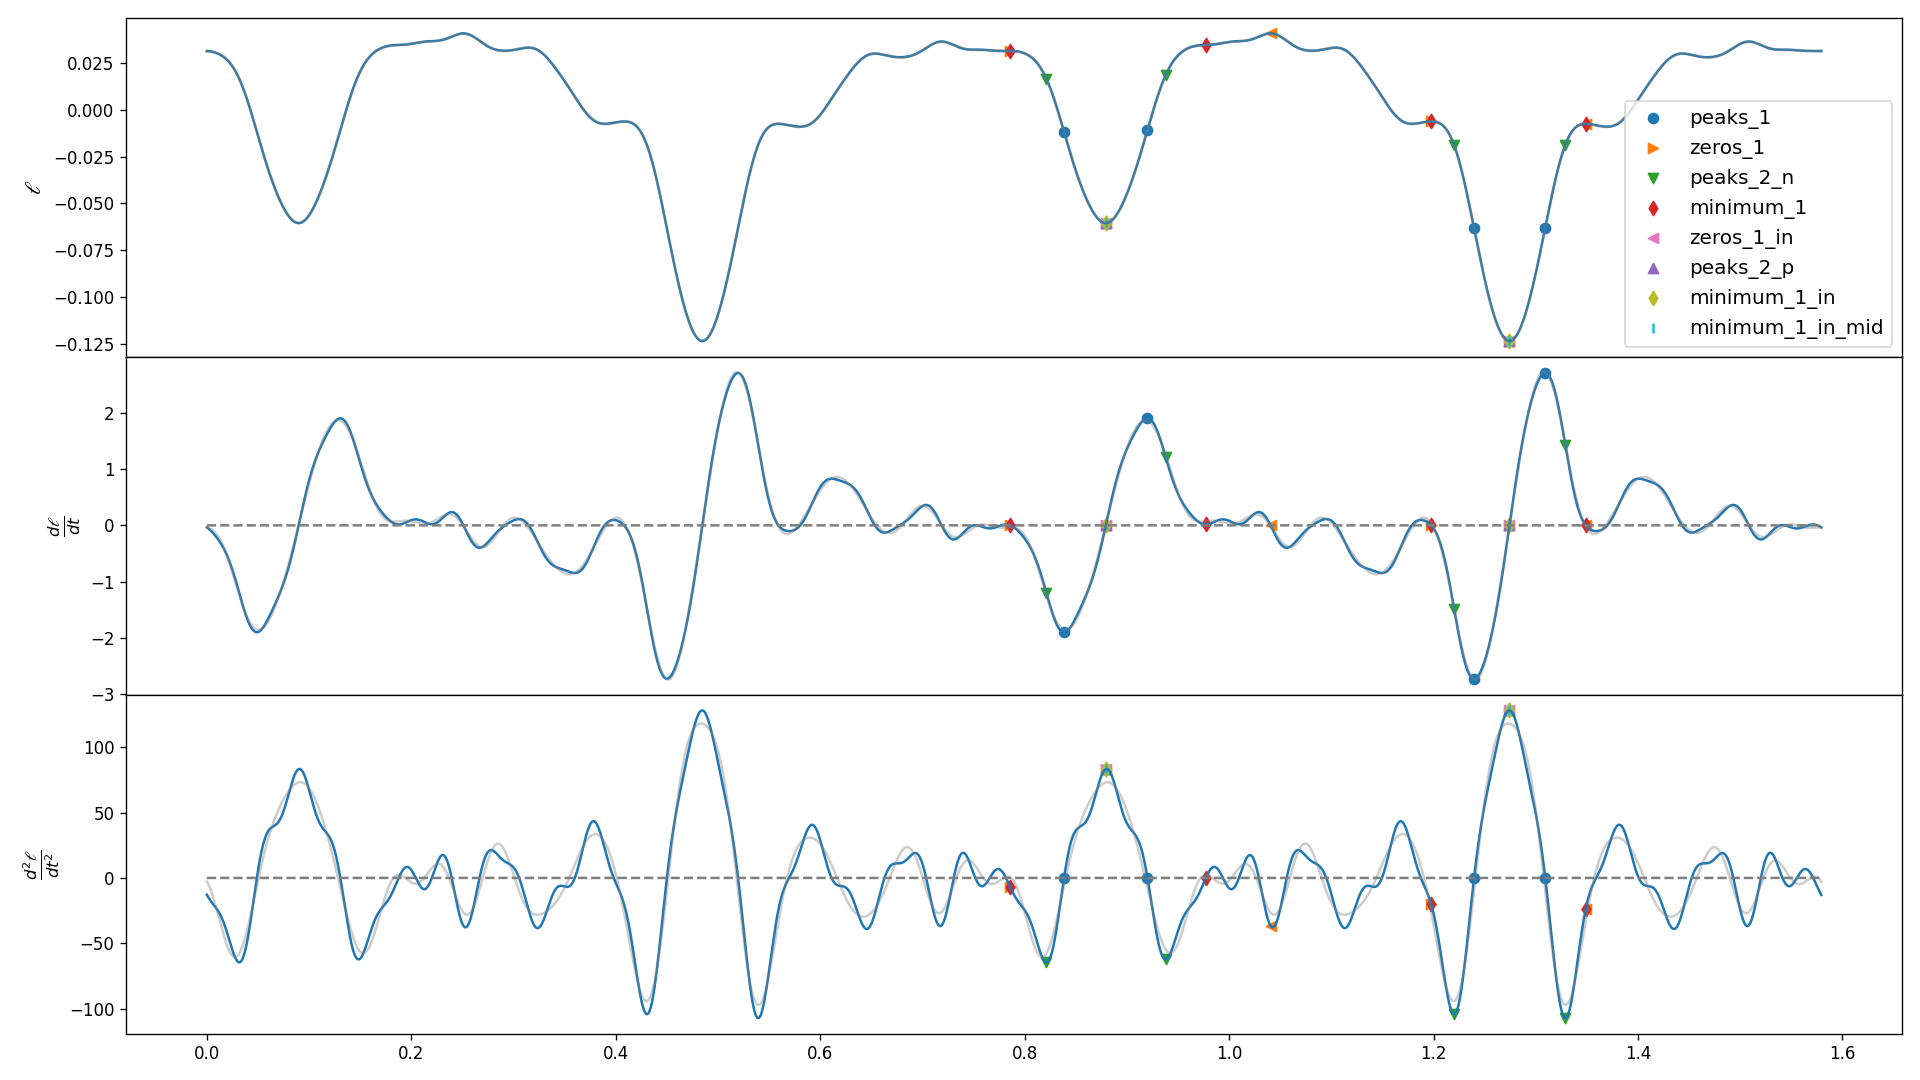 ℓ
0.025
0.000
−0.025
−0.050
−0.075
−0.100
−0.125
peaks_1
zeros_1
peaks_2_n
minimum_1
zeros_1_in
peaks_2_p
minimum_1_in
minimum_1_in_mid
dℓ
dt
2
1
0
−1
−2
−3
d²ℓ
dt²
100
50
0
−50
−100
0.0 0.2 0.4 0.6 0.8 1.0 1.2 1.4 1.6